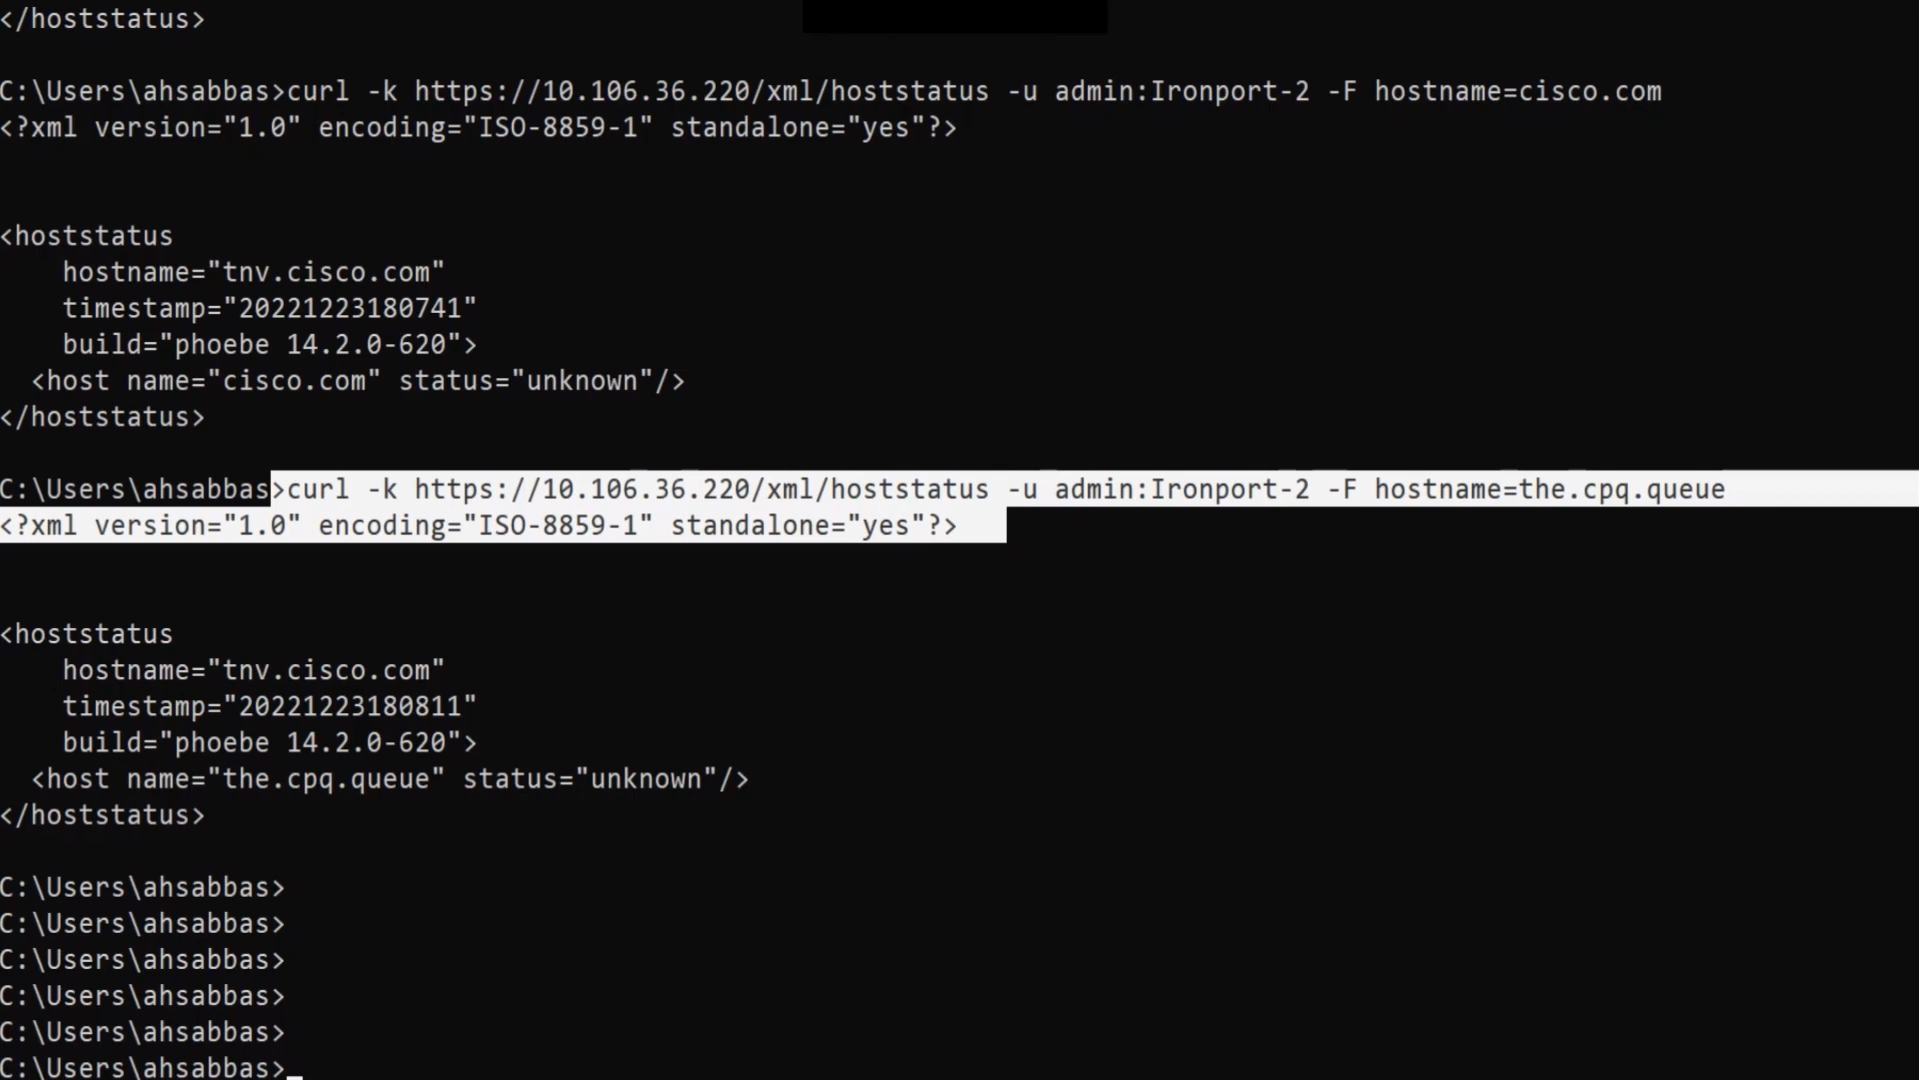 </hoststatus>
C:\Users\ahsabbas>curl -k https://10.106.36.220/xml/hoststatus -u admin:Ironport-2 -F hostname=cisco.com
<?xml version="1.0" encoding="ISO-8859-1" standalone="yes"?>
<hoststatus
    hostname="tnv.cisco.com"
    timestamp="20221223180741"
    build="phoebe 14.2.0-620">
  <host name="cisco.com" status="unknown"/>
</hoststatus>
C:\Users\ahsabbas>curl -k https://10.106.36.220/xml/hoststatus -u admin:Ironport-2 -F hostname=the.cpq.queue
<?xml version="1.0" encoding="ISO-8859-1" standalone="yes"?>
<hoststatus
    hostname="tnv.cisco.com"
    timestamp="20221223180811"
    build="phoebe 14.2.0-620">
  <host name="the.cpq.queue" status="unknown"/>
</hoststatus>
C:\Users\ahsabbas>
C:\Users\ahsabbas>
C:\Users\ahsabbas>
C:\Users\ahsabbas>
C:\Users\ahsabbas>
C:\Users\ahsabbas>_